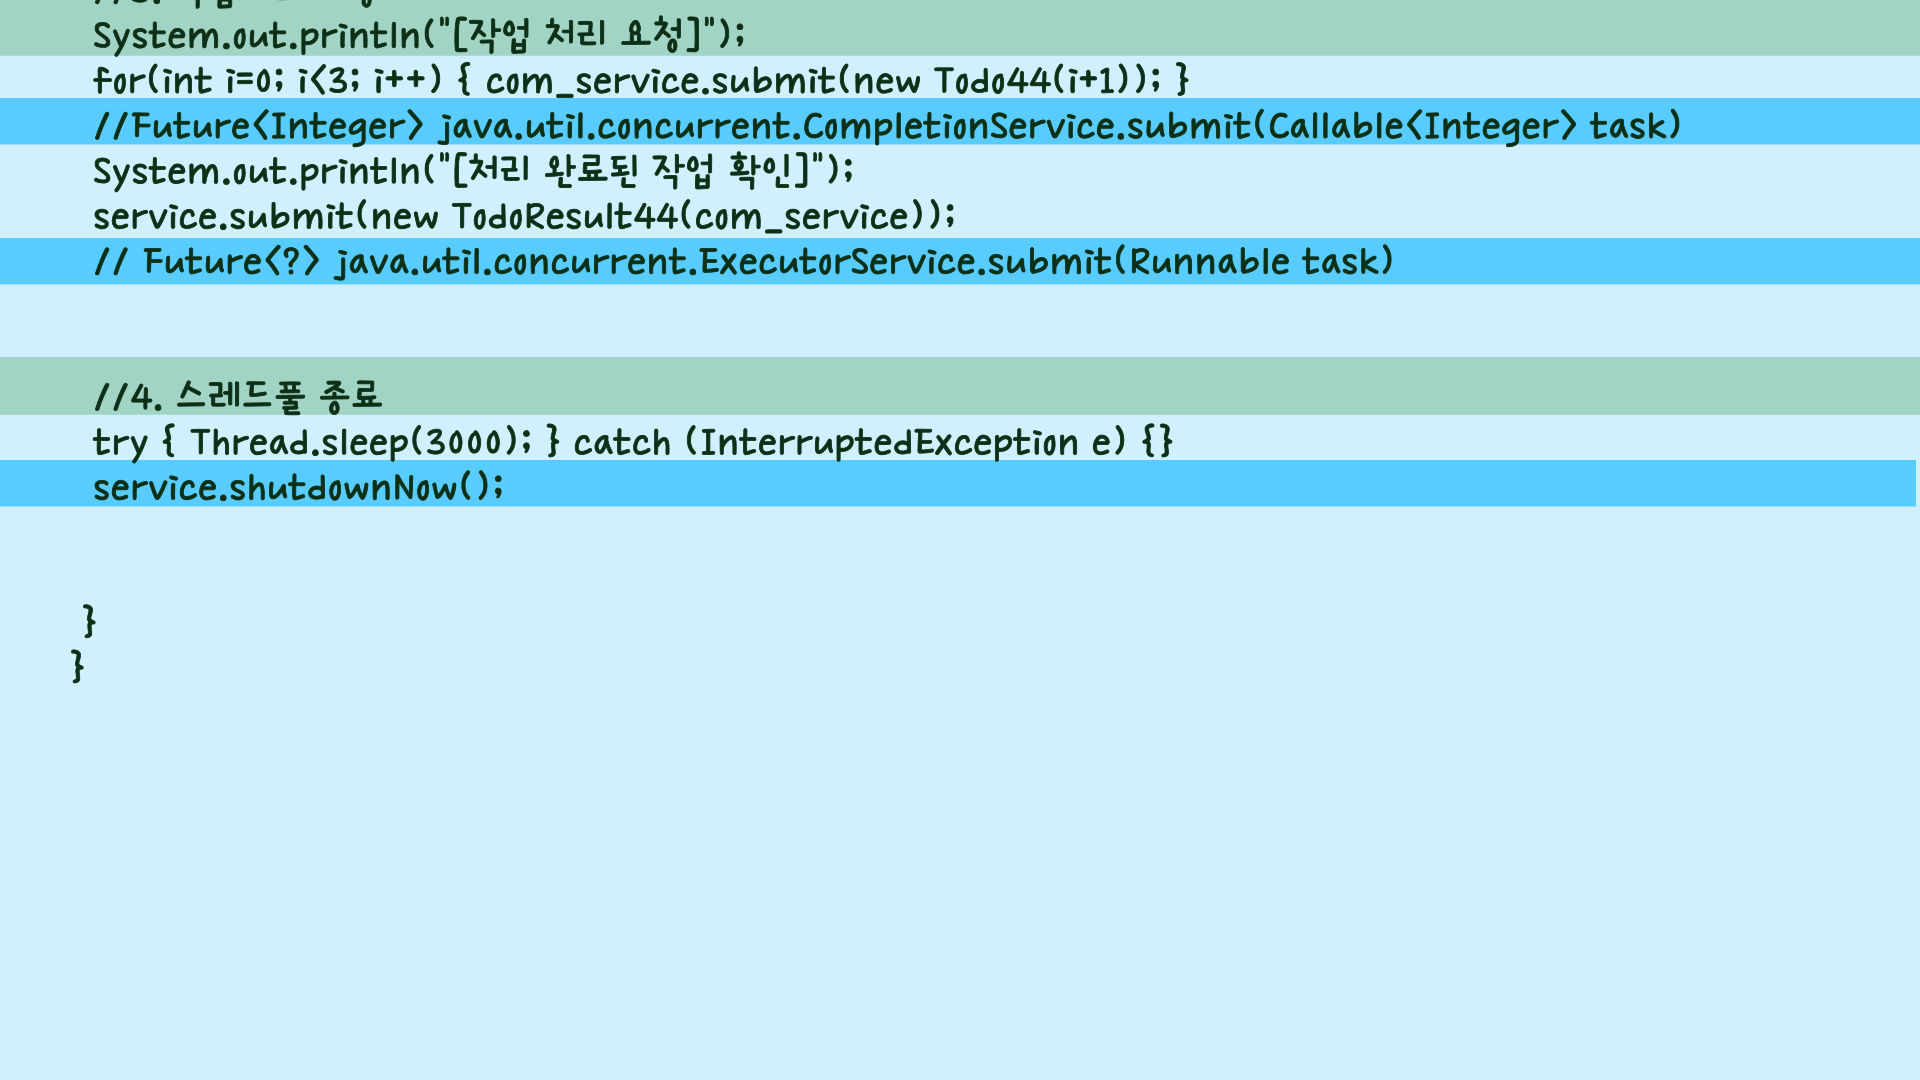 System.out.println("[작업 처리 요청]");
for(int i=0; i<3; i++) { com_service.submit(new Todo44(i+1)); }
//Future<Integer> java.util.concurrent.CompletionService.submit(Callable<Integer> task)
System.out.println("[처리 완료된 작업 확인]");
service.submit(new TodoResult44(com_service));
// Future<?> java.util.concurrent.ExecutorService.submit(Runnable task)
//4. 스레드풀 종료
try { Thread.sleep(3000); } catch (InterruptedException e) {}
service.shutdownNow();
}
}